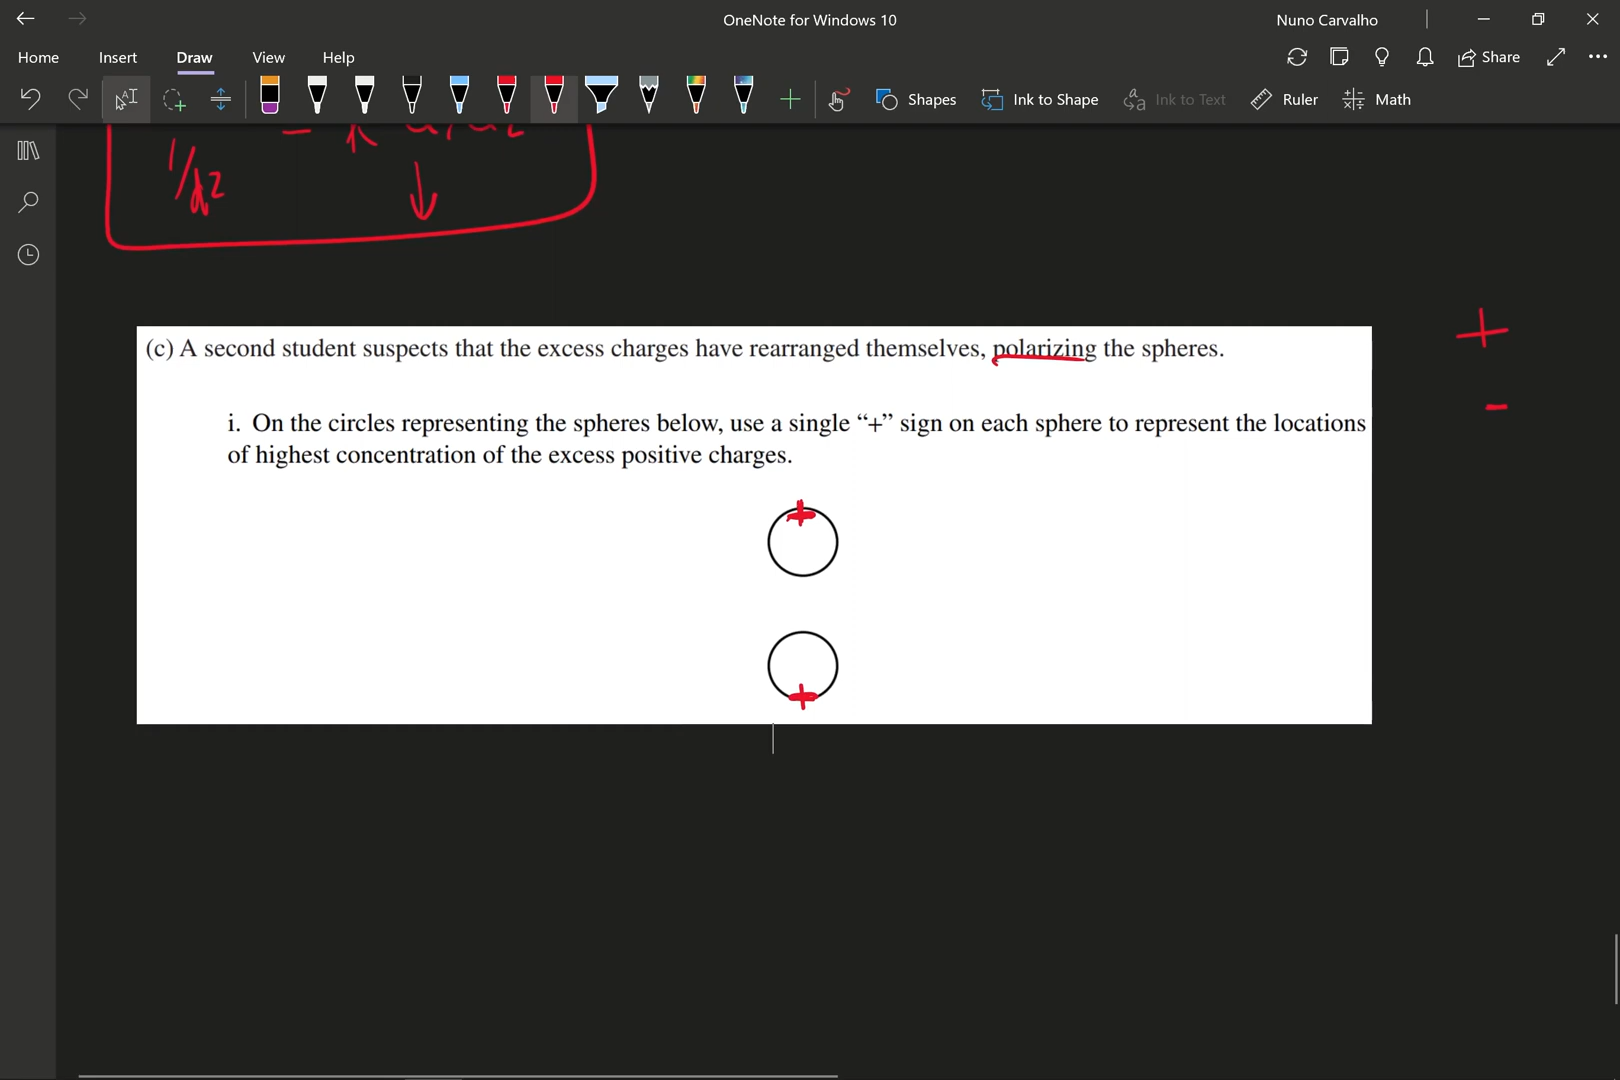 OneNote for Windows 10
Nuno Carvalho
Home Insert Draw View Help
Share
Shapes Ink to Shape Ink to Text Ruler Math
1/d²
(c) A second student suspects that the excess charges have rearranged themselves, polarizing the spheres.
+
-
i. On the circles representing the spheres below, use a single “+” sign on each sphere to represent the locations
of highest concentration of the excess positive charges.
+
+